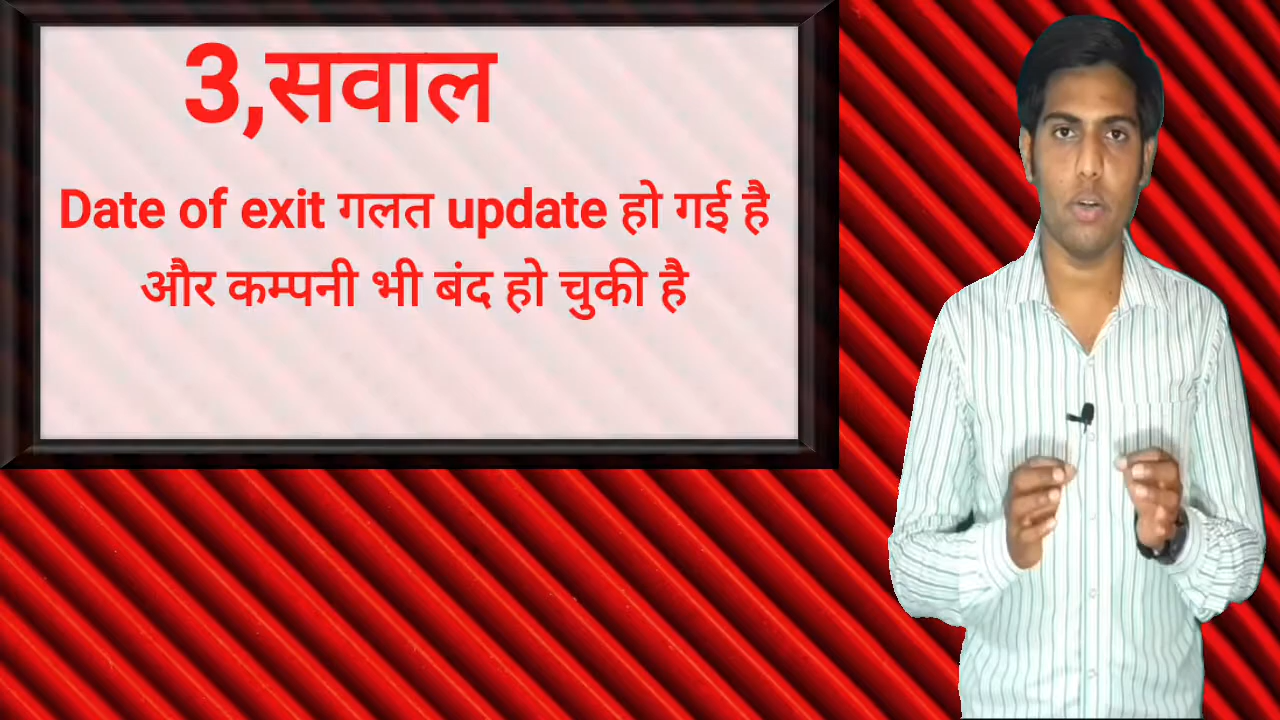 3,सवाल
Date of exit गलत update हो गई है
और कम्पनी भी बंद हो चुकी है